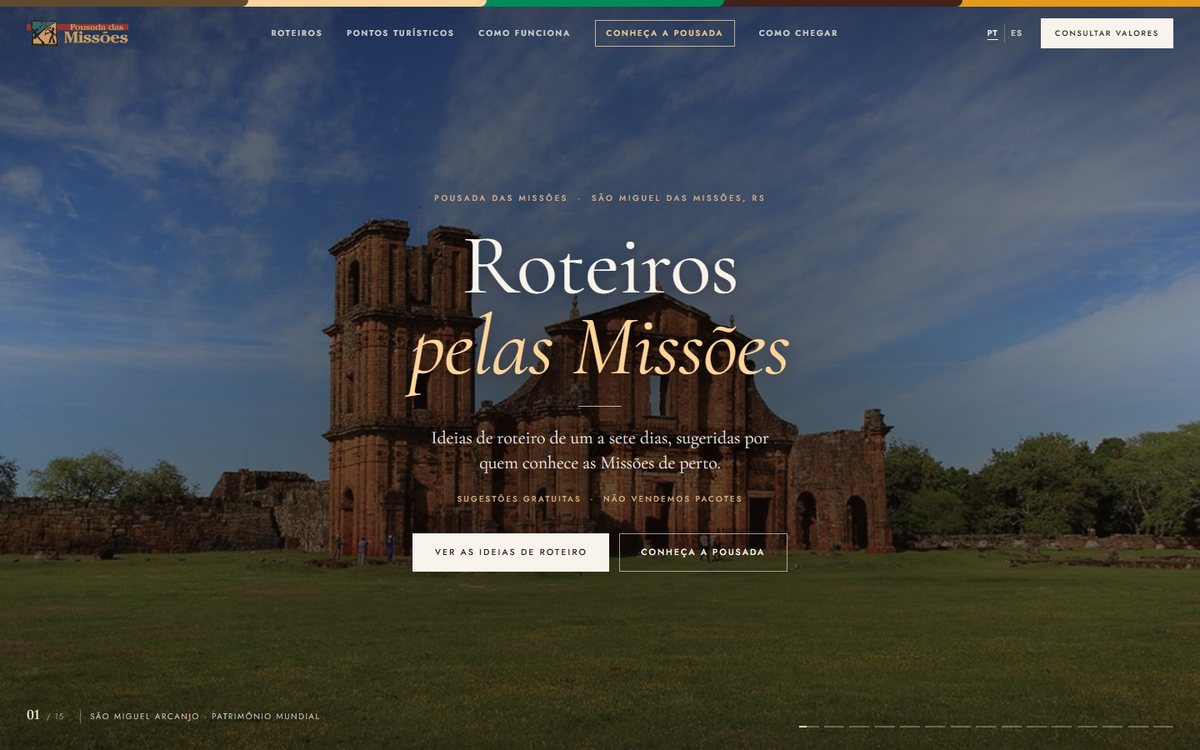 Pousada das
Missões
ROTEIROS
PONTOS TURÍSTICOS
COMO FUNCIONA
CONHEÇA A POUSADA
COMO CHEGAR
PT
ES
CONSULTAR VALORES
POUSADA DAS MISSÕES · SÃO MIGUEL DAS MISSÕES, RS
Roteiros
pelas Missões
Ideias de roteiro de um a sete dias, sugeridas por
quem conhece as Missões de perto.
SUGESTÕES GRATUITAS · NÃO VENDEMOS PACOTES
VER AS IDEIAS DE ROTEIRO
CONHEÇA A POUSADA
01 / 15
SÃO MIGUEL ARCANJO · PATRIMÔNIO MUNDIAL